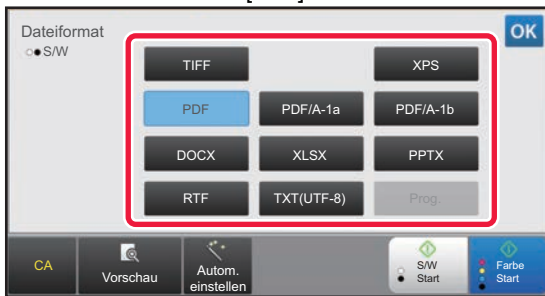 Dateiformat
OK
S/W
TIFF XPS
PDF PDF/A-1a PDF/A-1b
DOCX XLSX PPTX
RTF TXT(UTF-8) Prog.
CA
Vorschau
Autom.
einstellen
S/W
Start
Farbe
Start